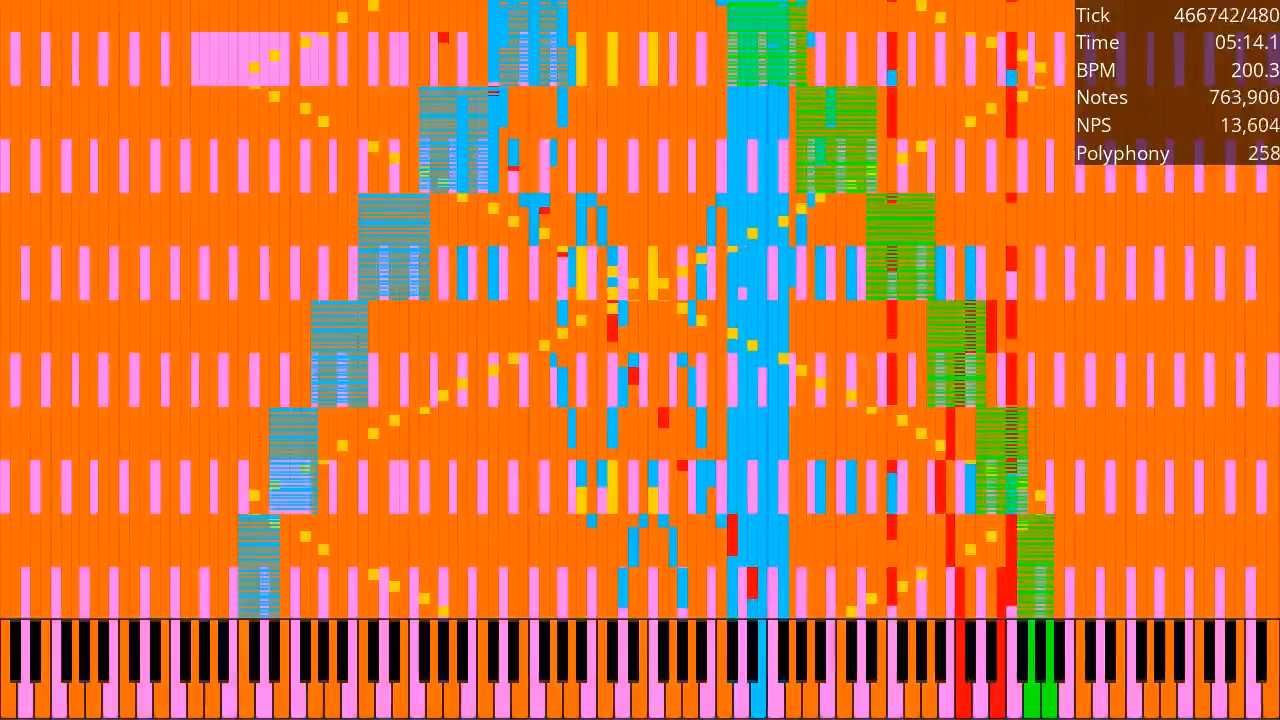 Tick 466742/480
Time 05:14.1
BPM 200.3
Notes 763,900
NPS 13,604
Polyphony 258